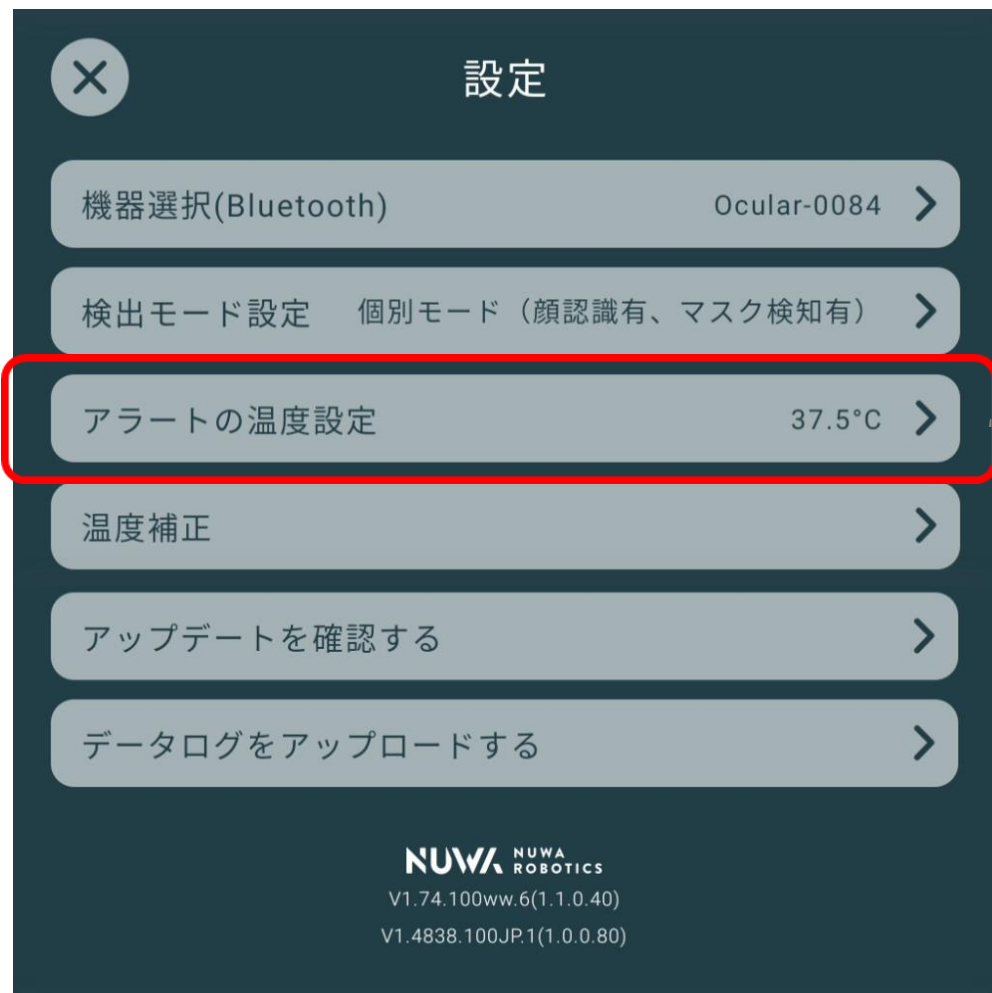 設定
機器選択(Bluetooth) Ocular-0084
検出モード設定 個別モード（顔認識有、マスク検知有）
アラートの温度設定 37.5°C
温度補正
アップデートを確認する
データログをアップロードする
NUWA NUWA ROBOTICS
V1.74.100ww.6(1.1.0.40)
V1.4838.100JP.1(1.0.0.80)